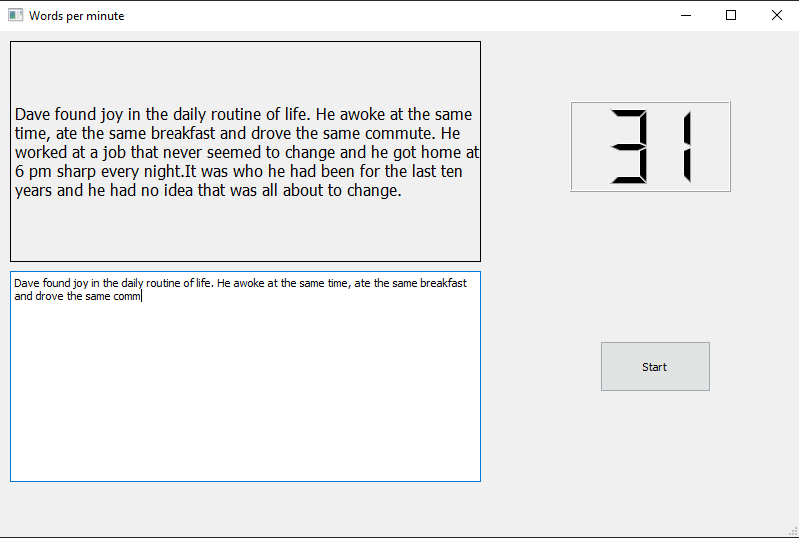 Words per minute
Dave found joy in the daily routine of life. He awoke at the same
time, ate the same breakfast and drove the same commute. He
worked at a job that never seemed to change and he got home at
6 pm sharp every night.It was who he had been for the last ten
years and he had no idea that was all about to change.
31
Dave found joy in the daily routine of life. He awoke at the same time, ate the same breakfast
and drove the same comm
Start